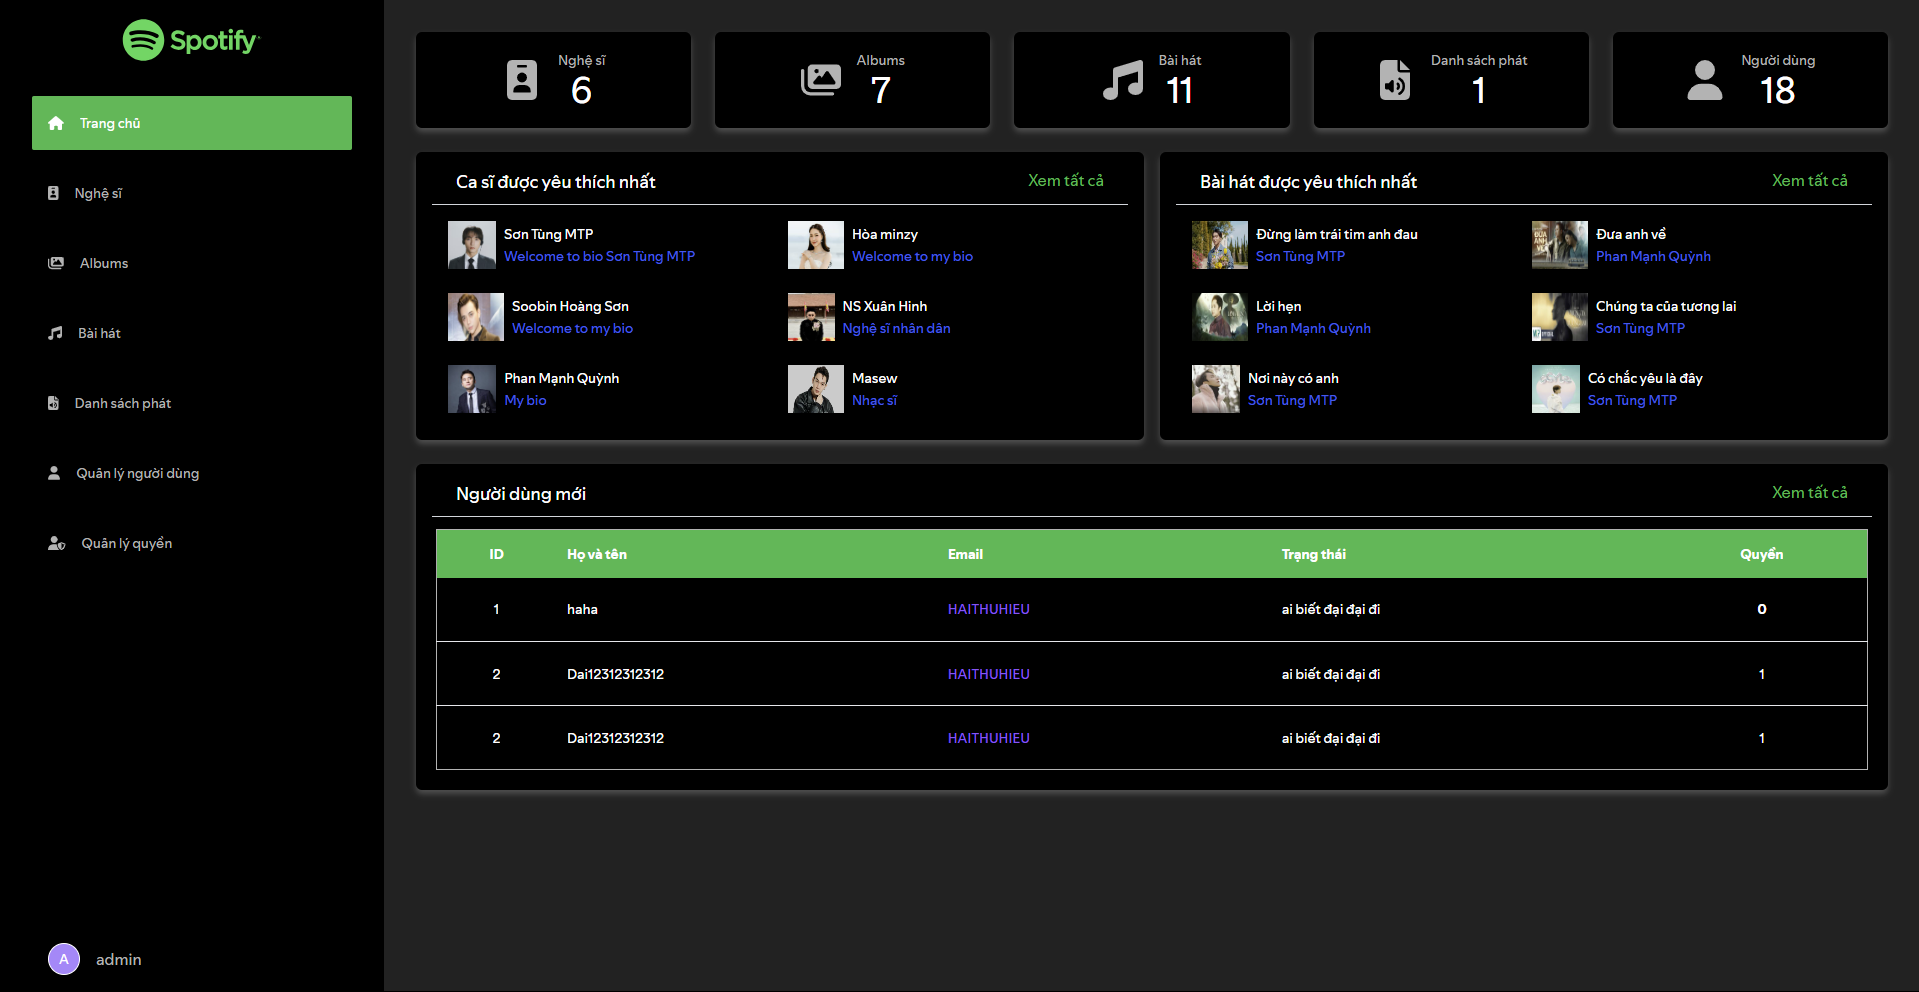 Spotify
Trang chủ
Nghệ sĩ
Albums
Bài hát
Danh sách phát
Quản lý người dùng
Quản lý quyền
A admin
Nghệ sĩ
6
Albums
7
Bài hát
11
Danh sách phát
1
Người dùng
18
Ca sĩ được yêu thích nhất Xem tất cả
Sơn Tùng MTP
Welcome to bio Sơn Tùng MTP
Hòa minzy
Welcome to my bio
Soobin Hoàng Sơn
Welcome to my bio
NS Xuân Hinh
Nghệ sĩ nhân dân
Phan Mạnh Quỳnh
My bio
Masew
Nhạc sĩ
Bài hát được yêu thích nhất Xem tất cả
Đừng làm trái tim anh đau
Sơn Tùng MTP
Đưa anh về
Phan Mạnh Quỳnh
Lời hẹn
Phan Mạnh Quỳnh
Chúng ta của tương lai
Sơn Tùng MTP
Nơi này có anh
Sơn Tùng MTP
Có chắc yêu là đây
Sơn Tùng MTP
Người dùng mới Xem tất cả
ID Họ và tên Email Trạng thái Quyền
1 haha HAITHUHIEU ai biết đại đại đi 0
2 Dai12312312312 HAITHUHIEU ai biết đại đại đi 1
2 Dai12312312312 HAITHUHIEU ai biết đại đại đi 1